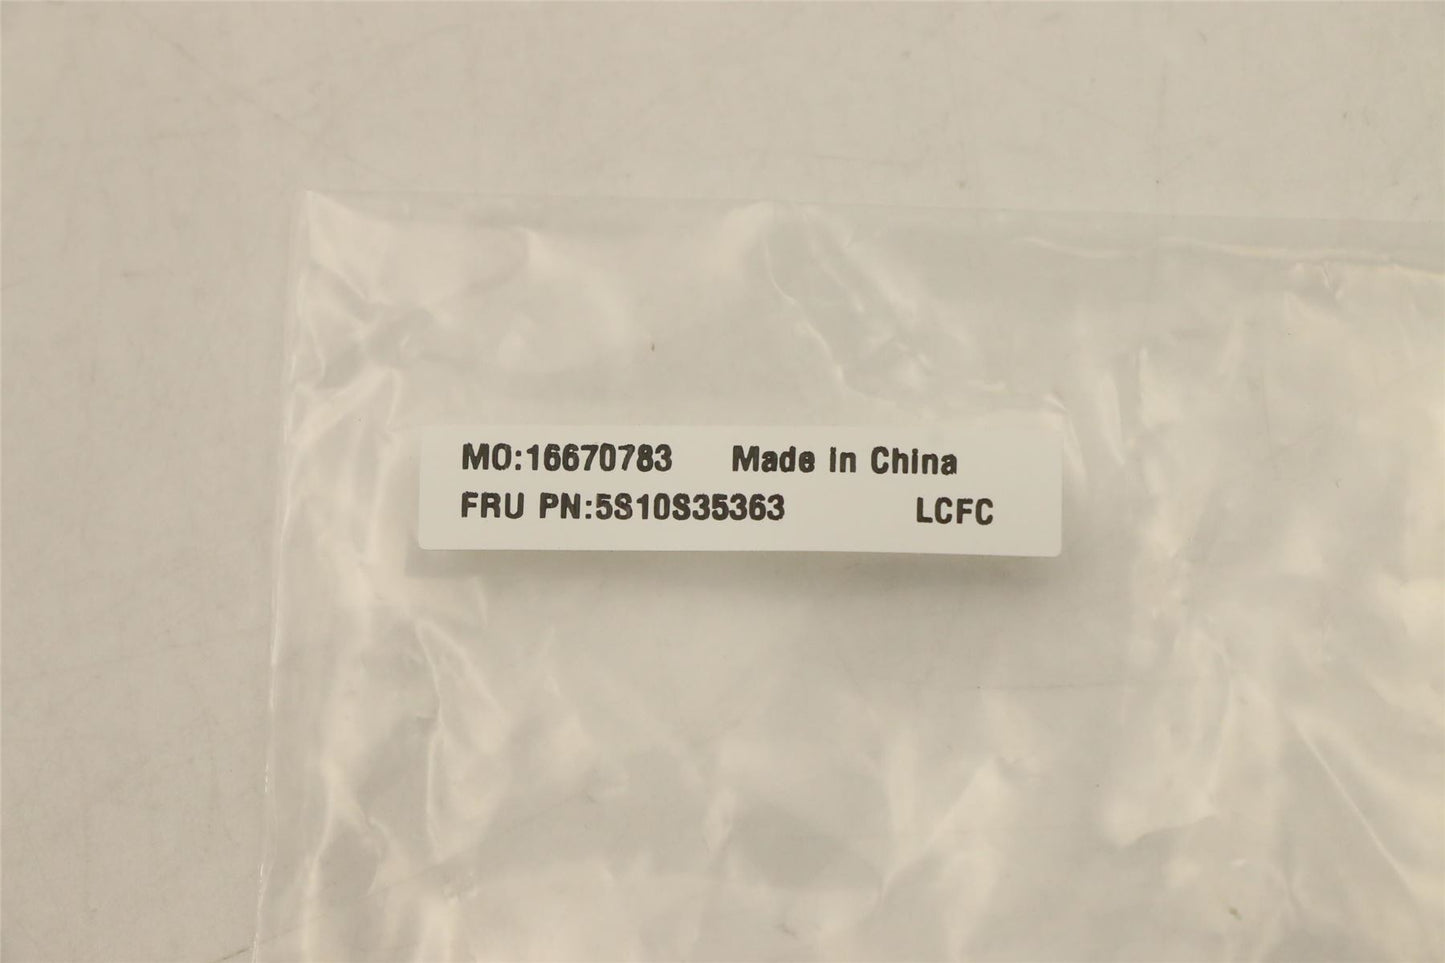 MO:16670783 Made In China
FRU PN:5S10S35363 LCFC